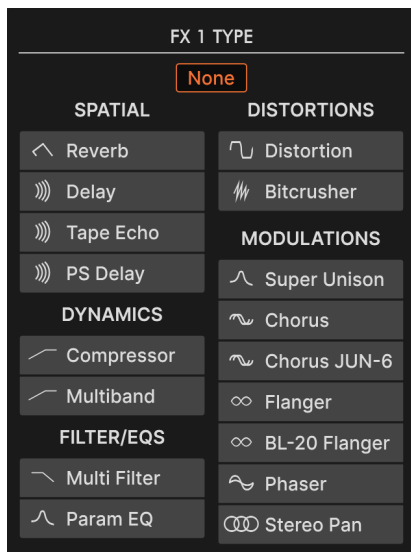 FX 1 TYPE
None
SPATIAL
Reverb
Delay
Tape Echo
PS Delay
DYNAMICS
Compressor
Multiband
FILTER/EQS
Multi Filter
Param EQ
DISTORTIONS
Distortion
Bitcrusher
MODULATIONS
Super Unison
Chorus
Chorus JUN-6
Flanger
BL-20 Flanger
Phaser
Stereo Pan